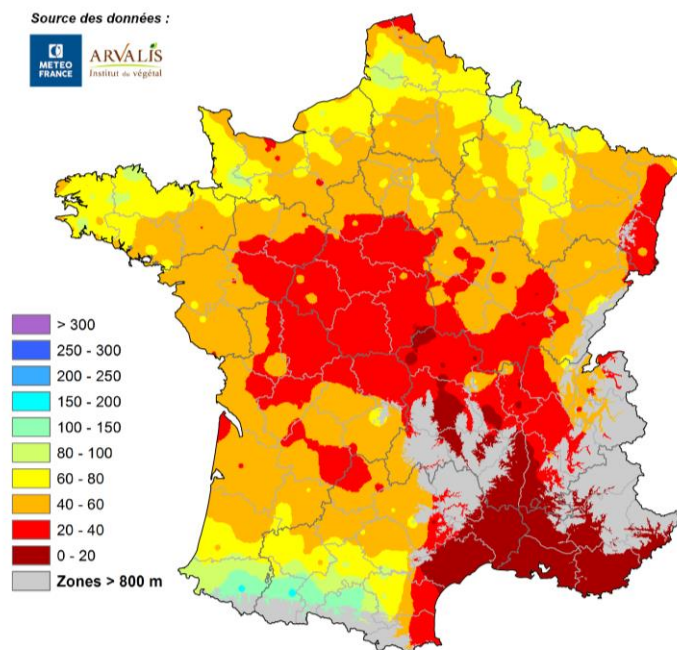 Source des données :
METEO
FRANCE
ARVALIS
Institut du végétal
> 300
250 - 300
200 - 250
150 - 200
100 - 150
80 - 100
60 - 80
40 - 60
20 - 40
0 - 20
Zones > 800 m